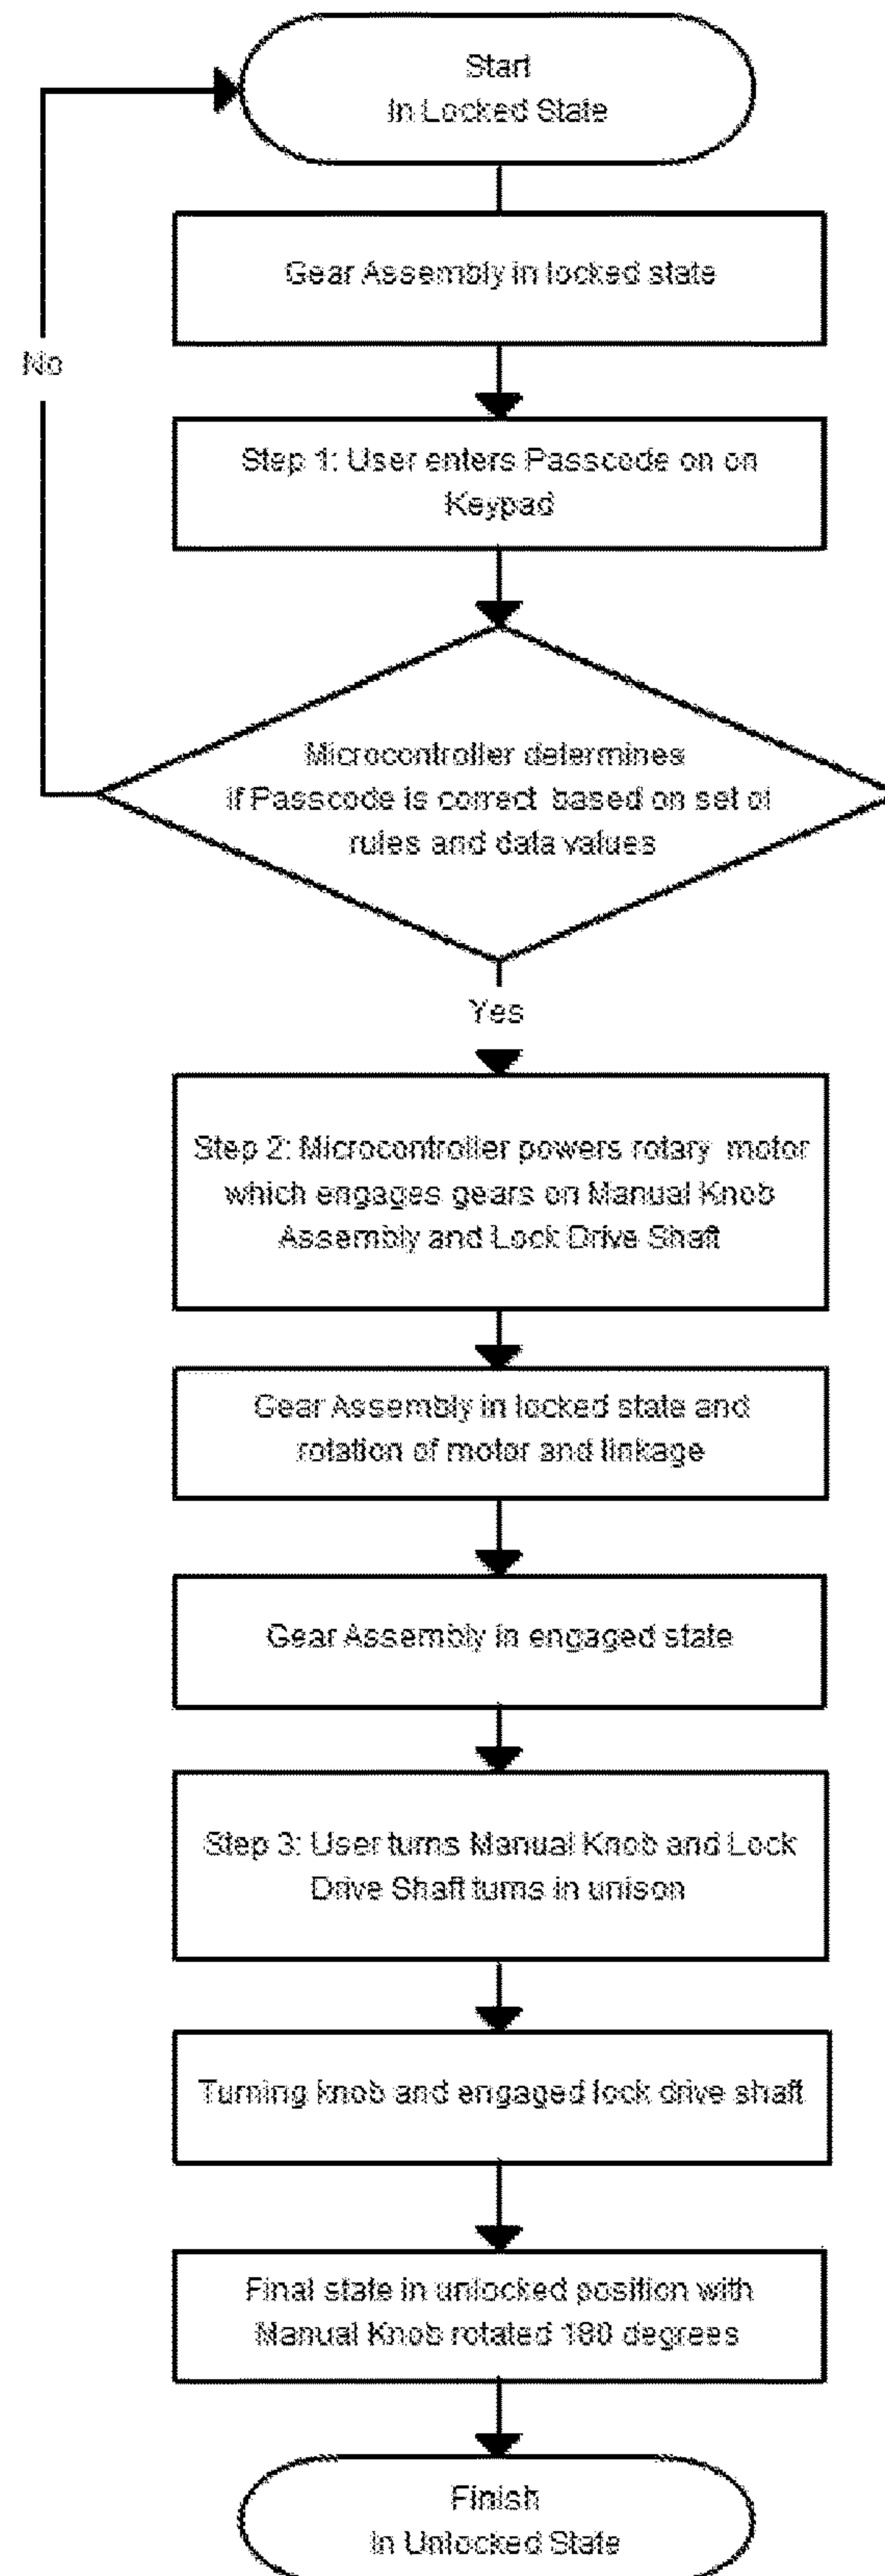 Start
In Locked State
Gear Assembly in locked state
No
Step 1: User enters Passcode on on
Keypad
Microcontroller determines
if Passcode is correct based on set of
rules and data values
Yes
Step 2: Microcontroller powers rotary motor
which engages gears on Manual Knob
Assembly and Lock Drive Shaft
Gear Assembly in locked state and
rotation of motor and linkage
Gear Assembly in engaged state
Step 3: User turns Manual Knob and Lock
Drive Shaft turns in unison
Turning knob and engaged lock drive shaft
Final state in unlocked position with
Manual Knob rotated 180 degrees
Finish
In Unlocked State